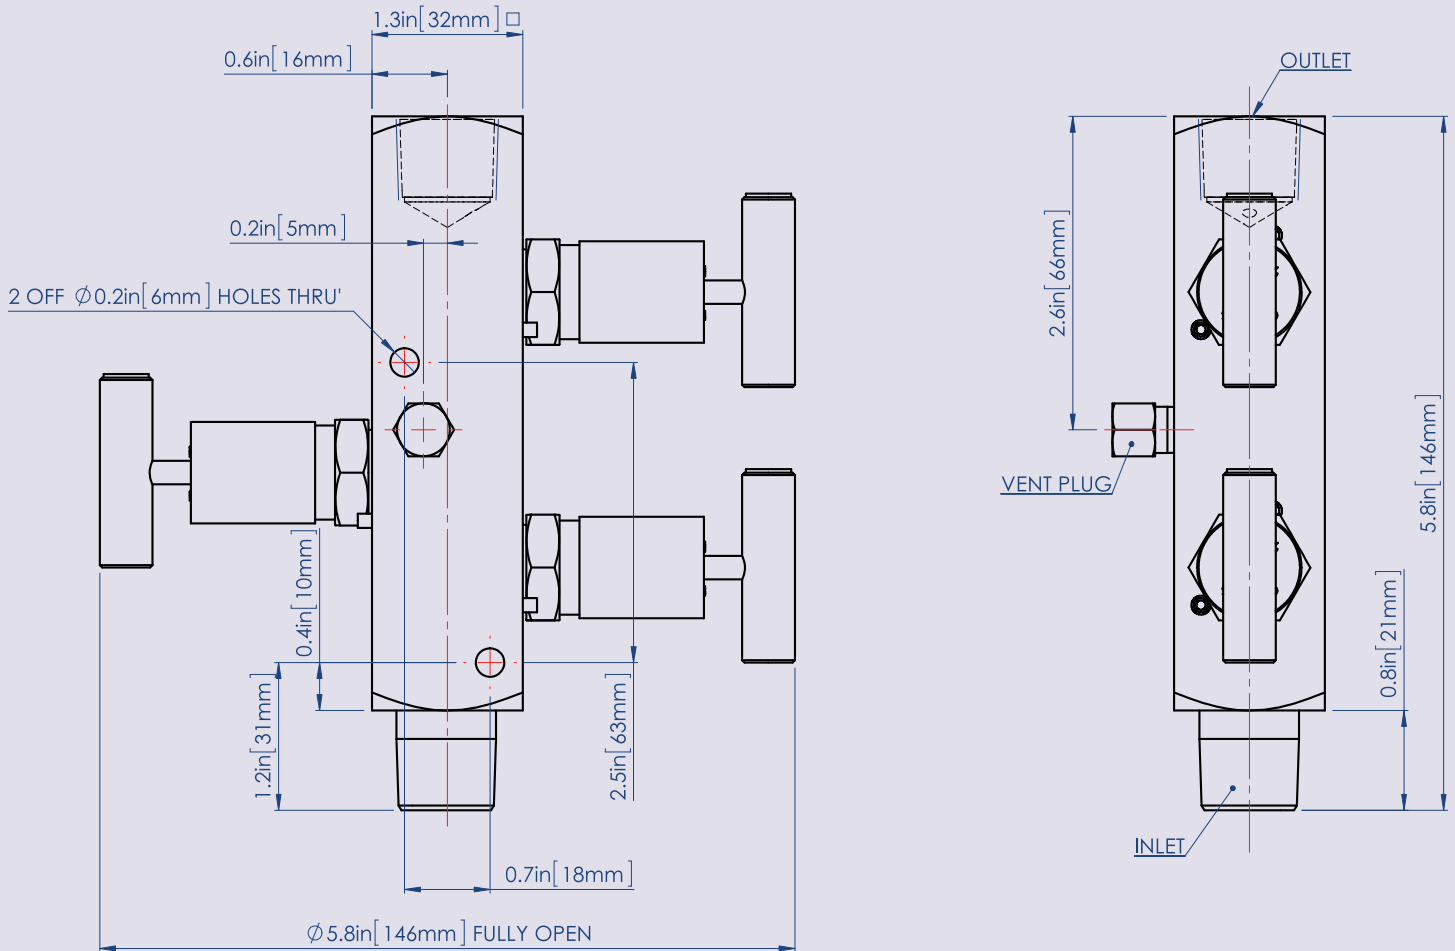 1.3in[32mm] □
0.6in[16mm]
OUTLET
0.2in[5mm]
2.6in[66mm]
2 OFF Ø0.2in[6mm] HOLES THRU'
5.8in[146mm]
VENT PLUG
0.4in[10mm]
0.8in[21mm]
1.2in[31mm]
2.5in[63mm]
INLET
0.7in[18mm]
Ø5.8in[146mm] FULLY OPEN